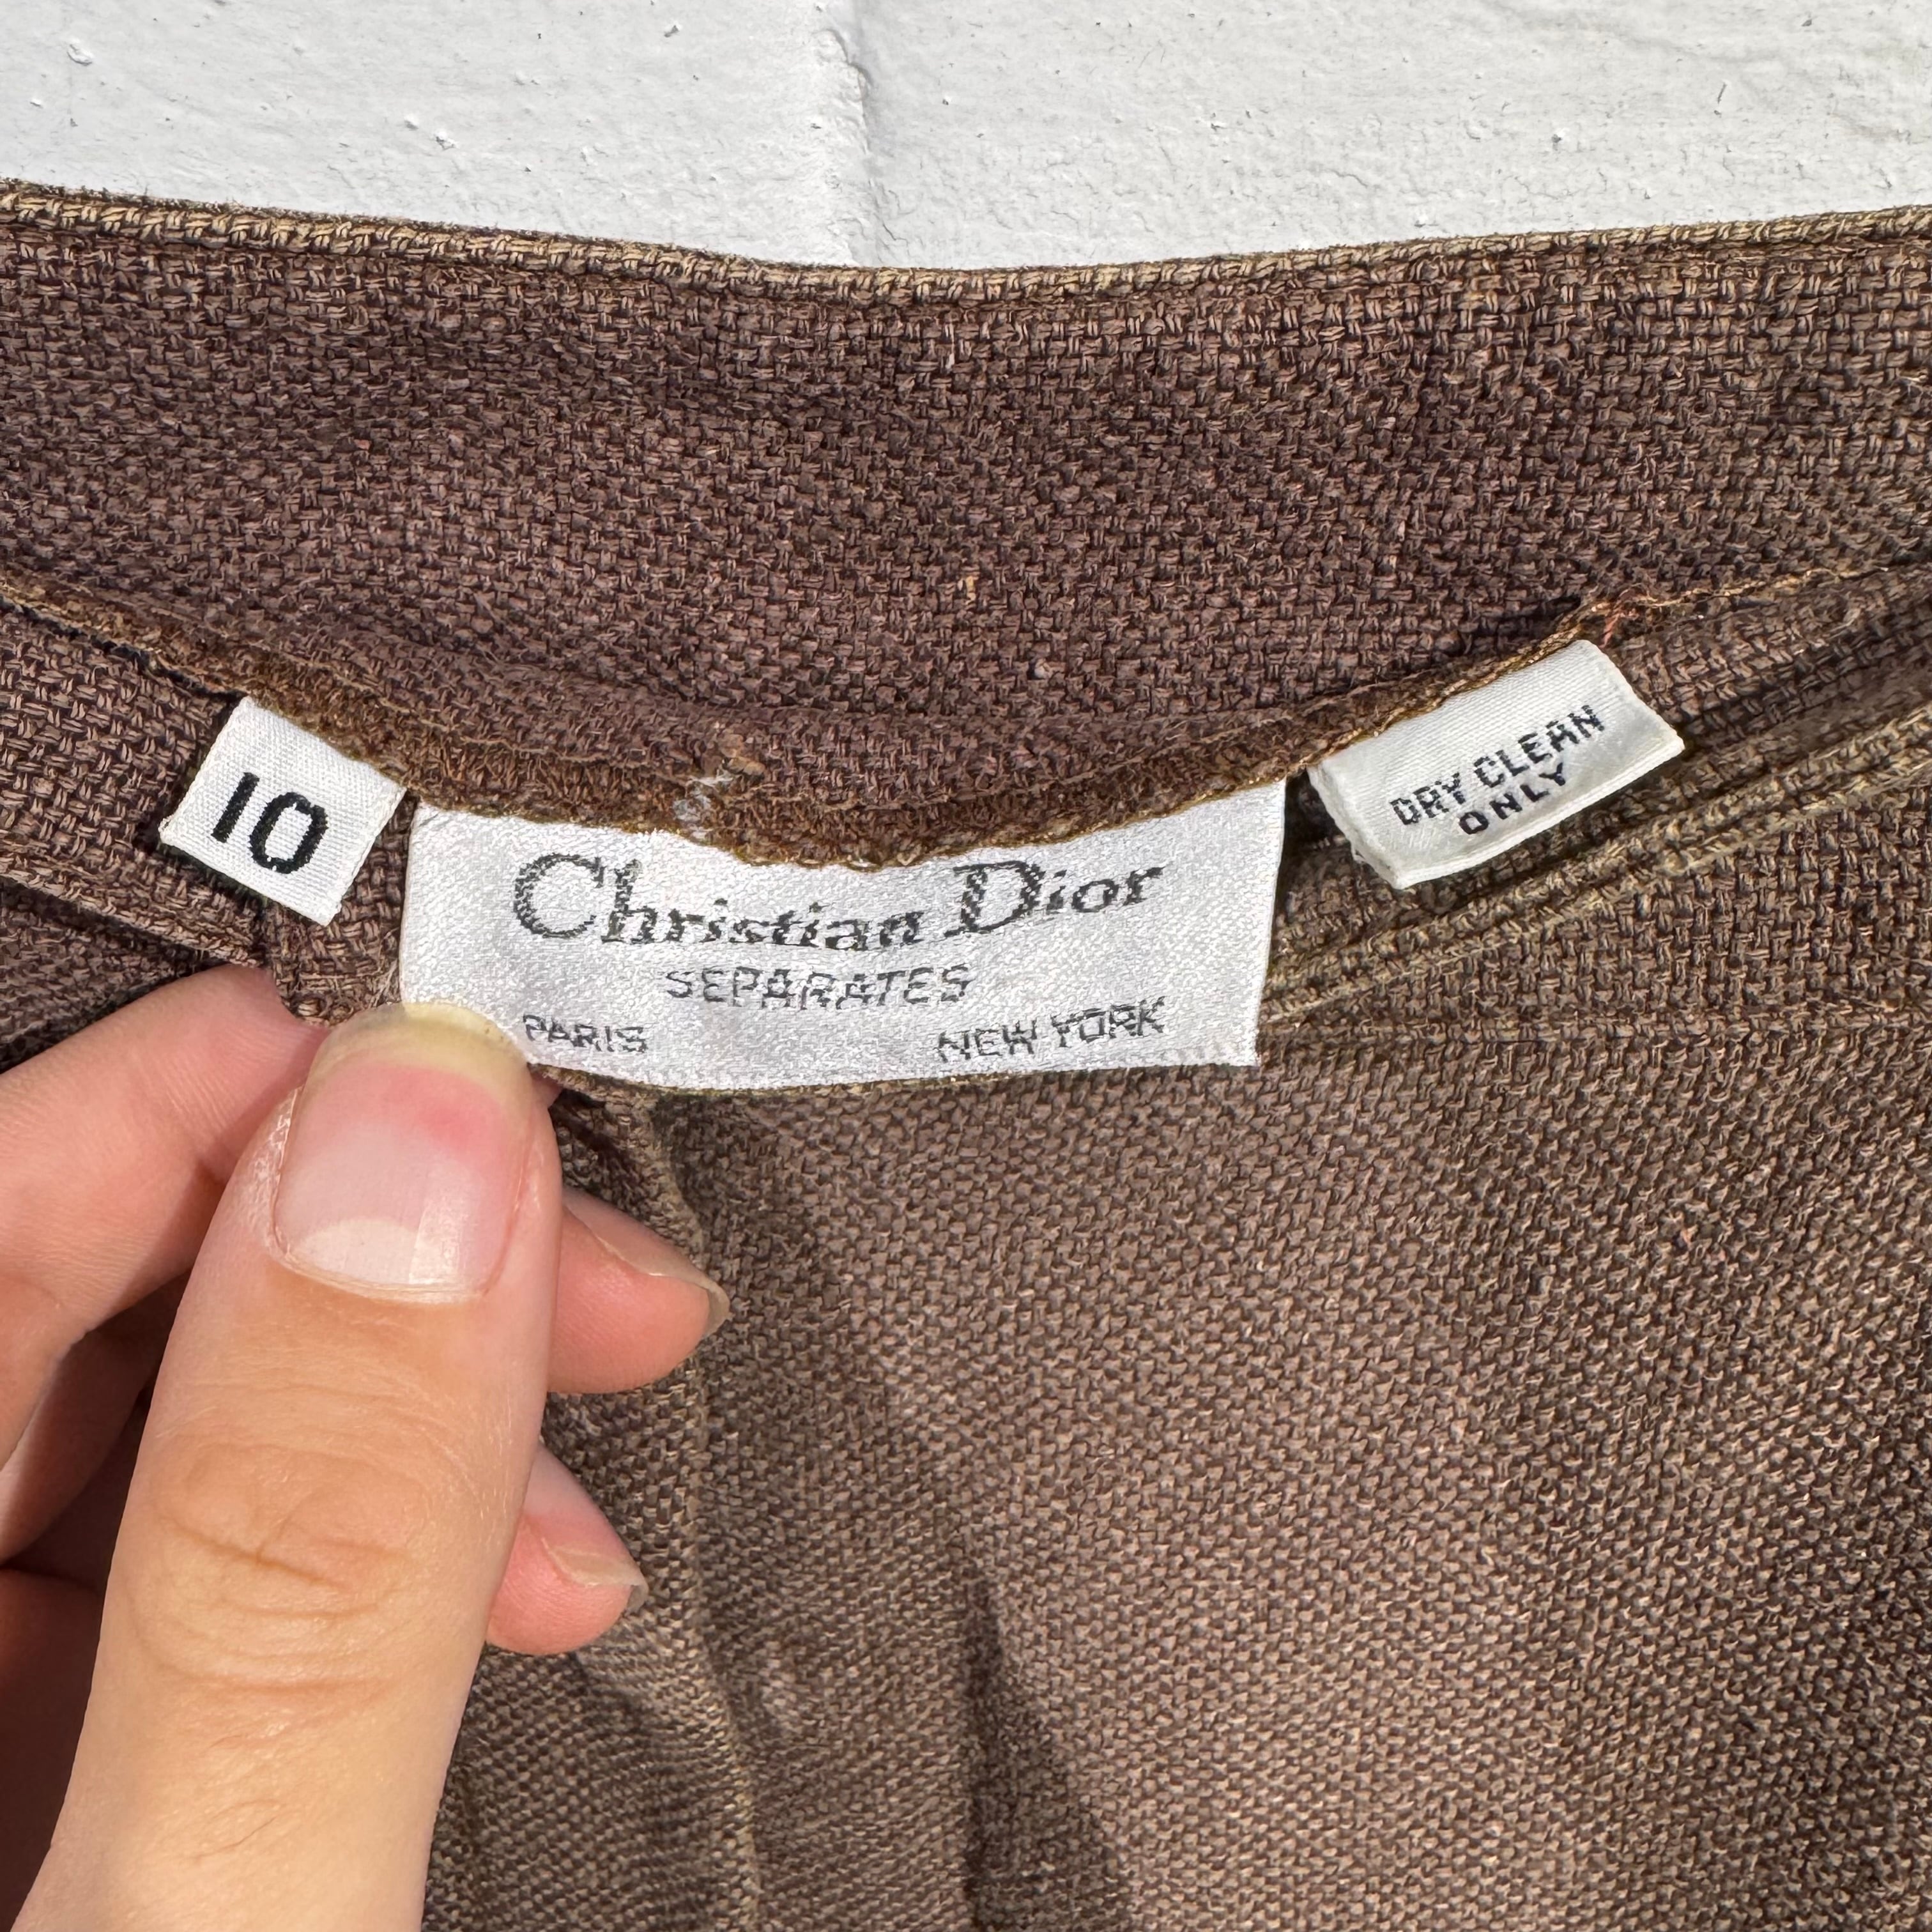 10
Christian Dior
SEPARATES
PARIS NEW YORK
DRY CLEAN
ONLY